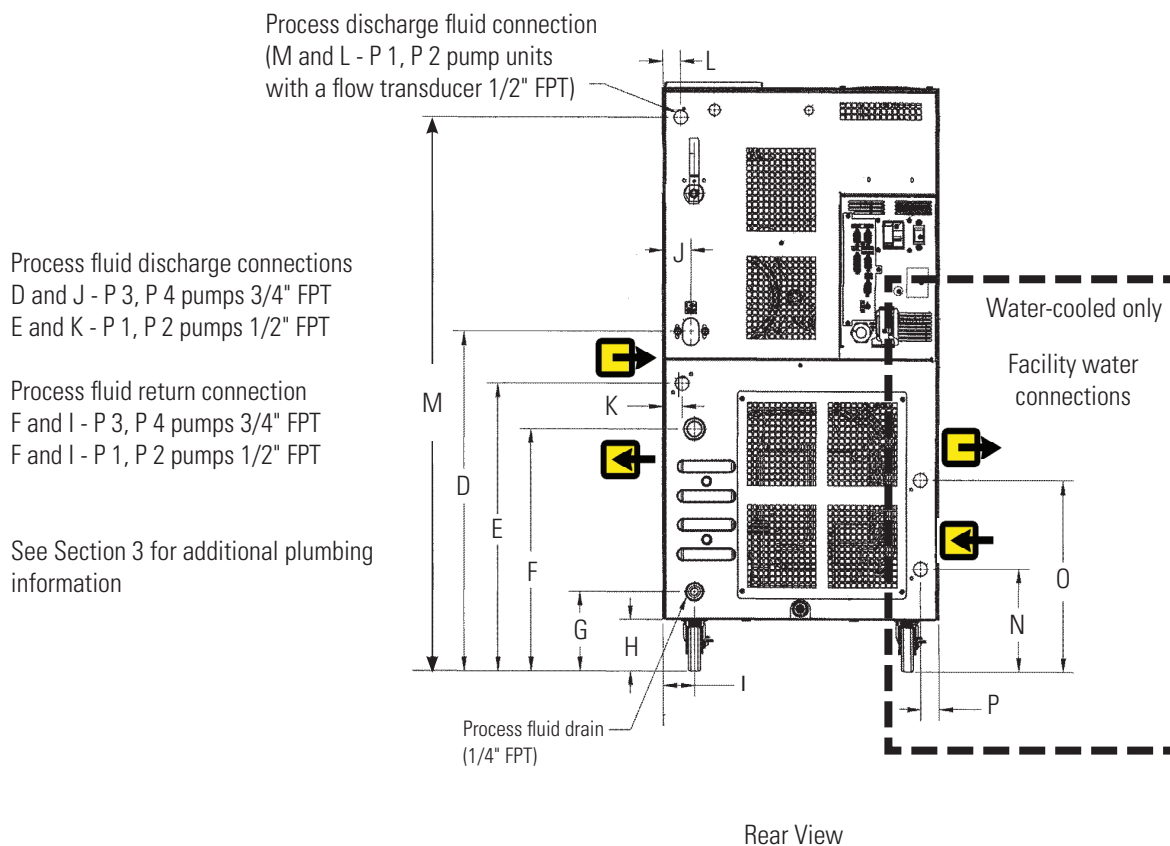 Process discharge fluid connection
(M and L - P 1, P 2 pump units
with a flow transducer 1/2" FPT)
L
J
Process fluid discharge connections
D and J - P 3, P 4 pumps 3/4" FPT
E and K - P 1, P 2 pumps 1/2" FPT
Water-cooled only
Facility water
connections
Process fluid return connection
F and I - P 3, P 4 pumps 3/4" FPT
F and I - P 1, P 2 pumps 1/2" FPT
M
K
D
E
F
See Section 3 for additional plumbing
information
O
N
G
H
I
P
Process fluid drain
(1/4" FPT)
Rear View